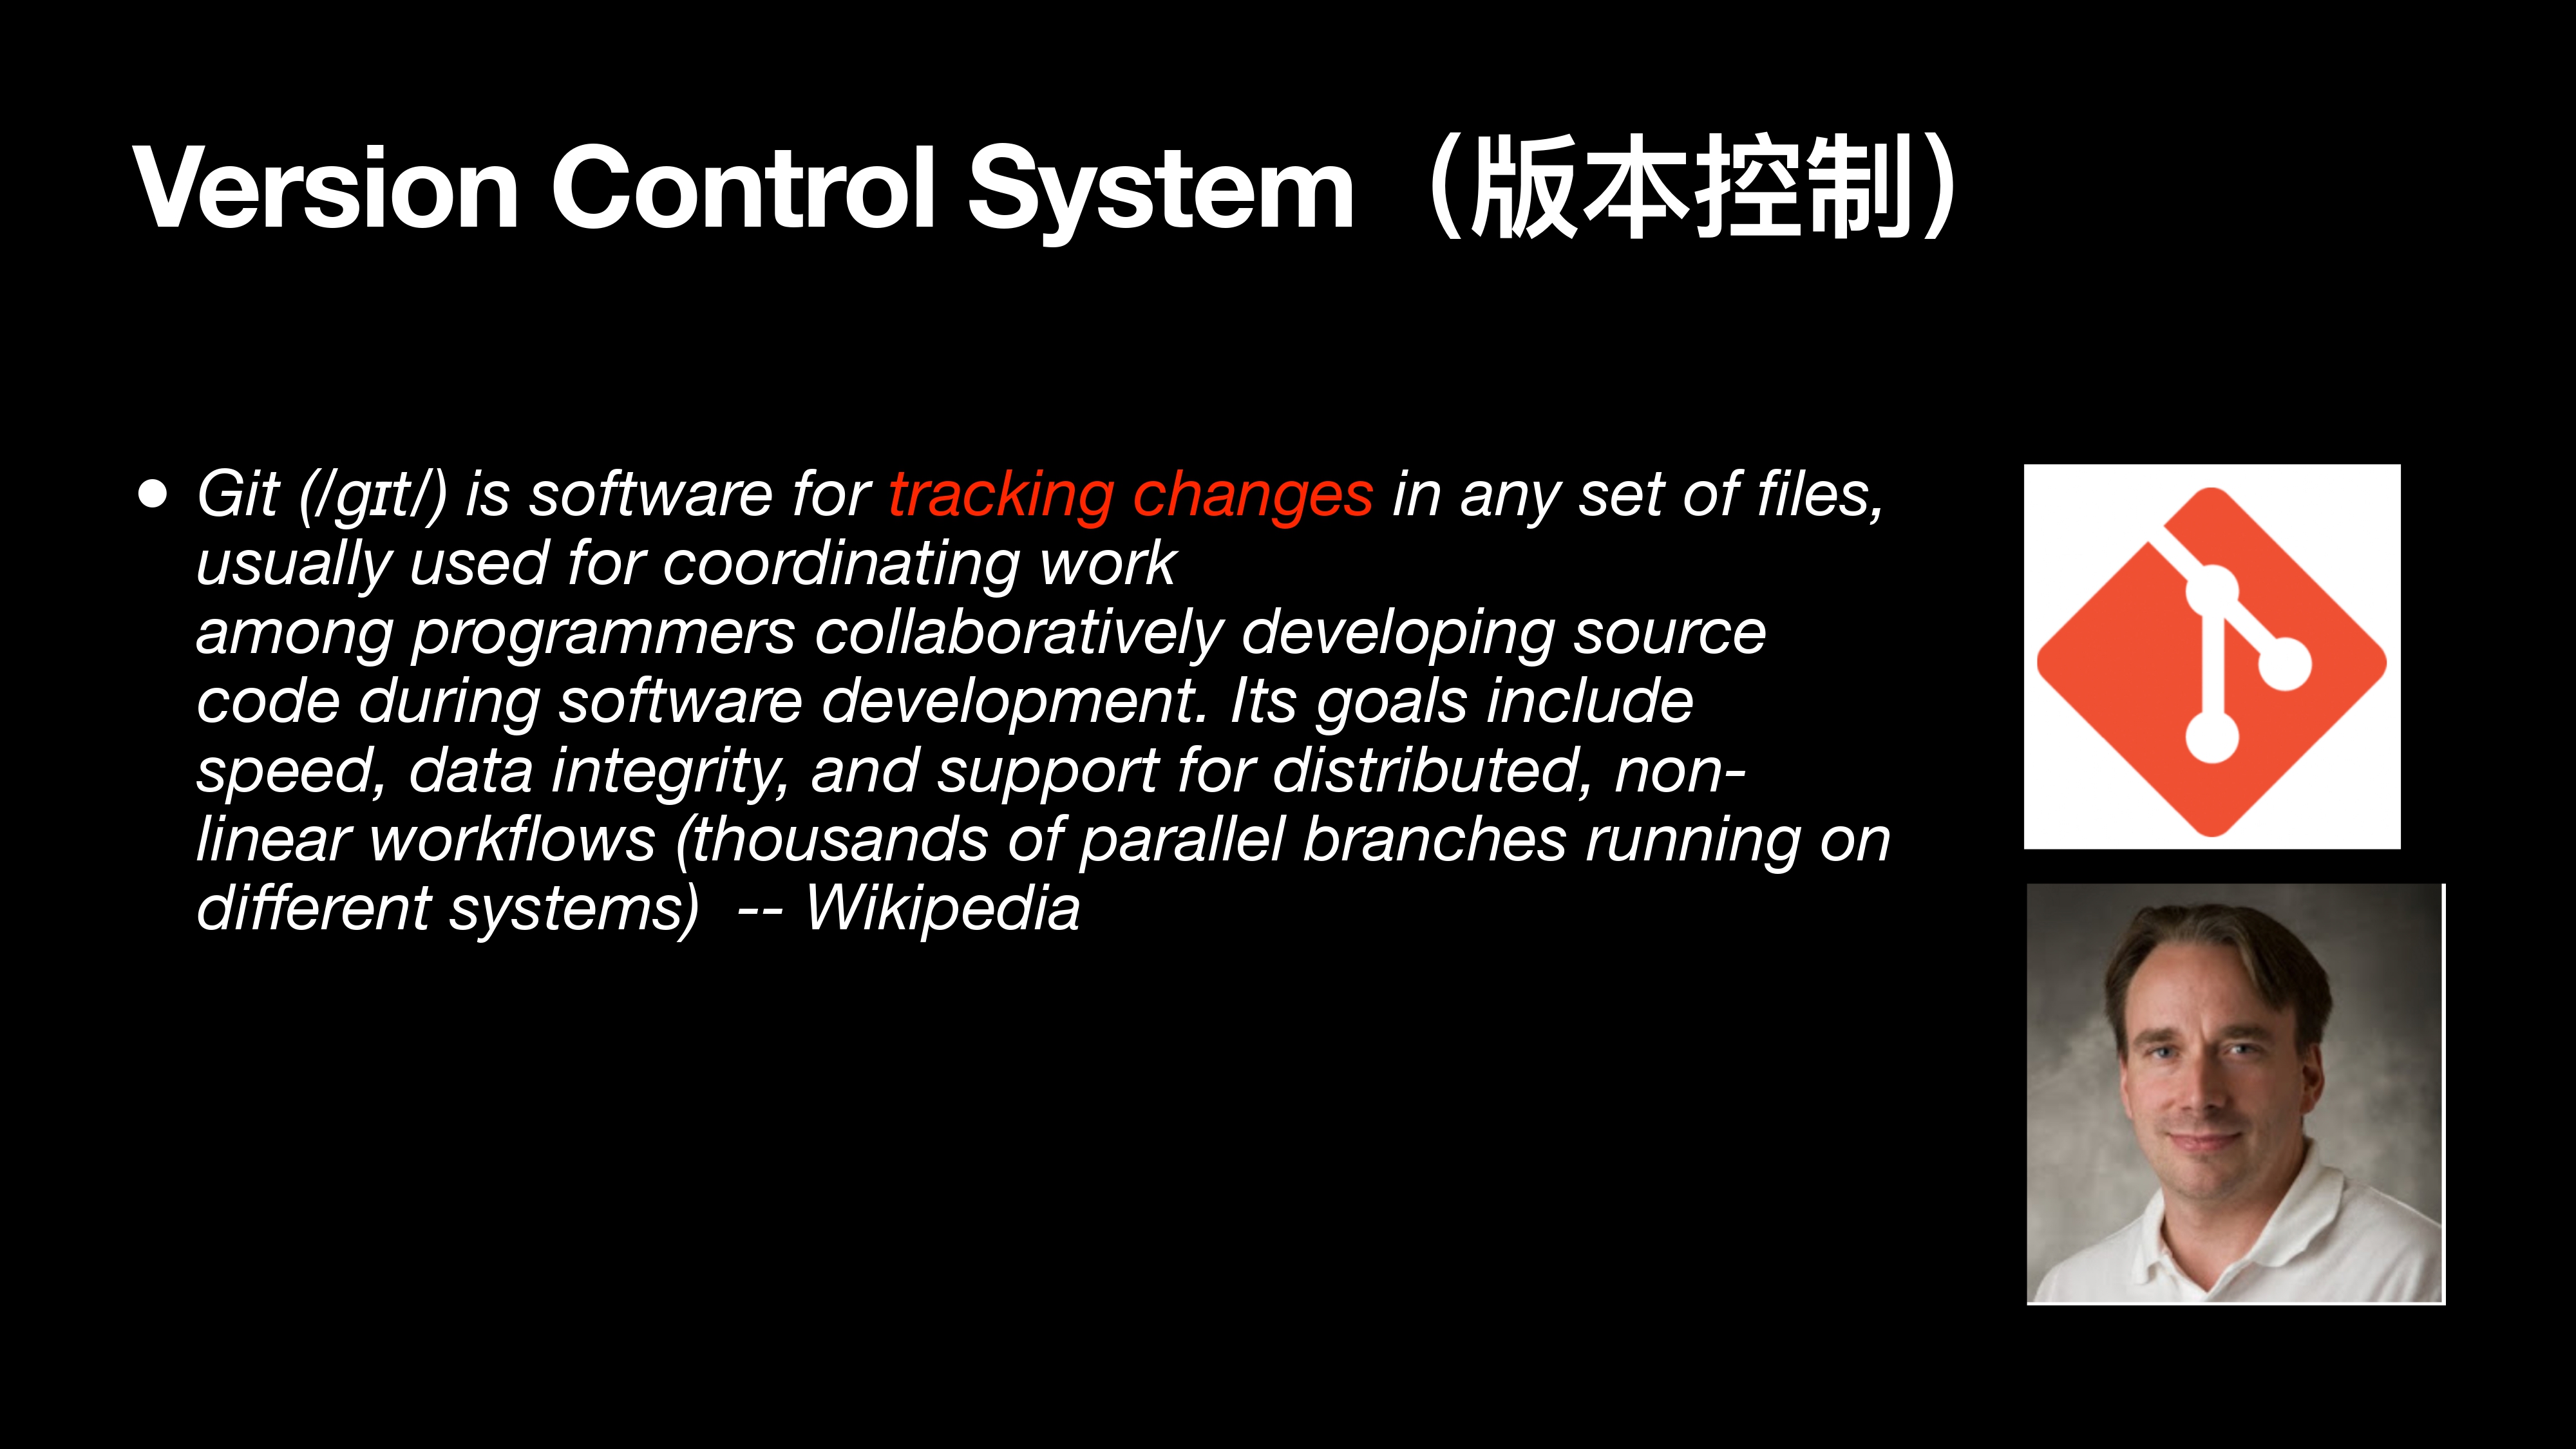 Version Control System（版本控制）
• Git (/ɡɪt/) is software for tracking changes in any set of files,
usually used for coordinating work
among programmers collaboratively developing source
code during software development. Its goals include
speed, data integrity, and support for distributed, non-
linear workflows (thousands of parallel branches running on
different systems)  -- Wikipedia